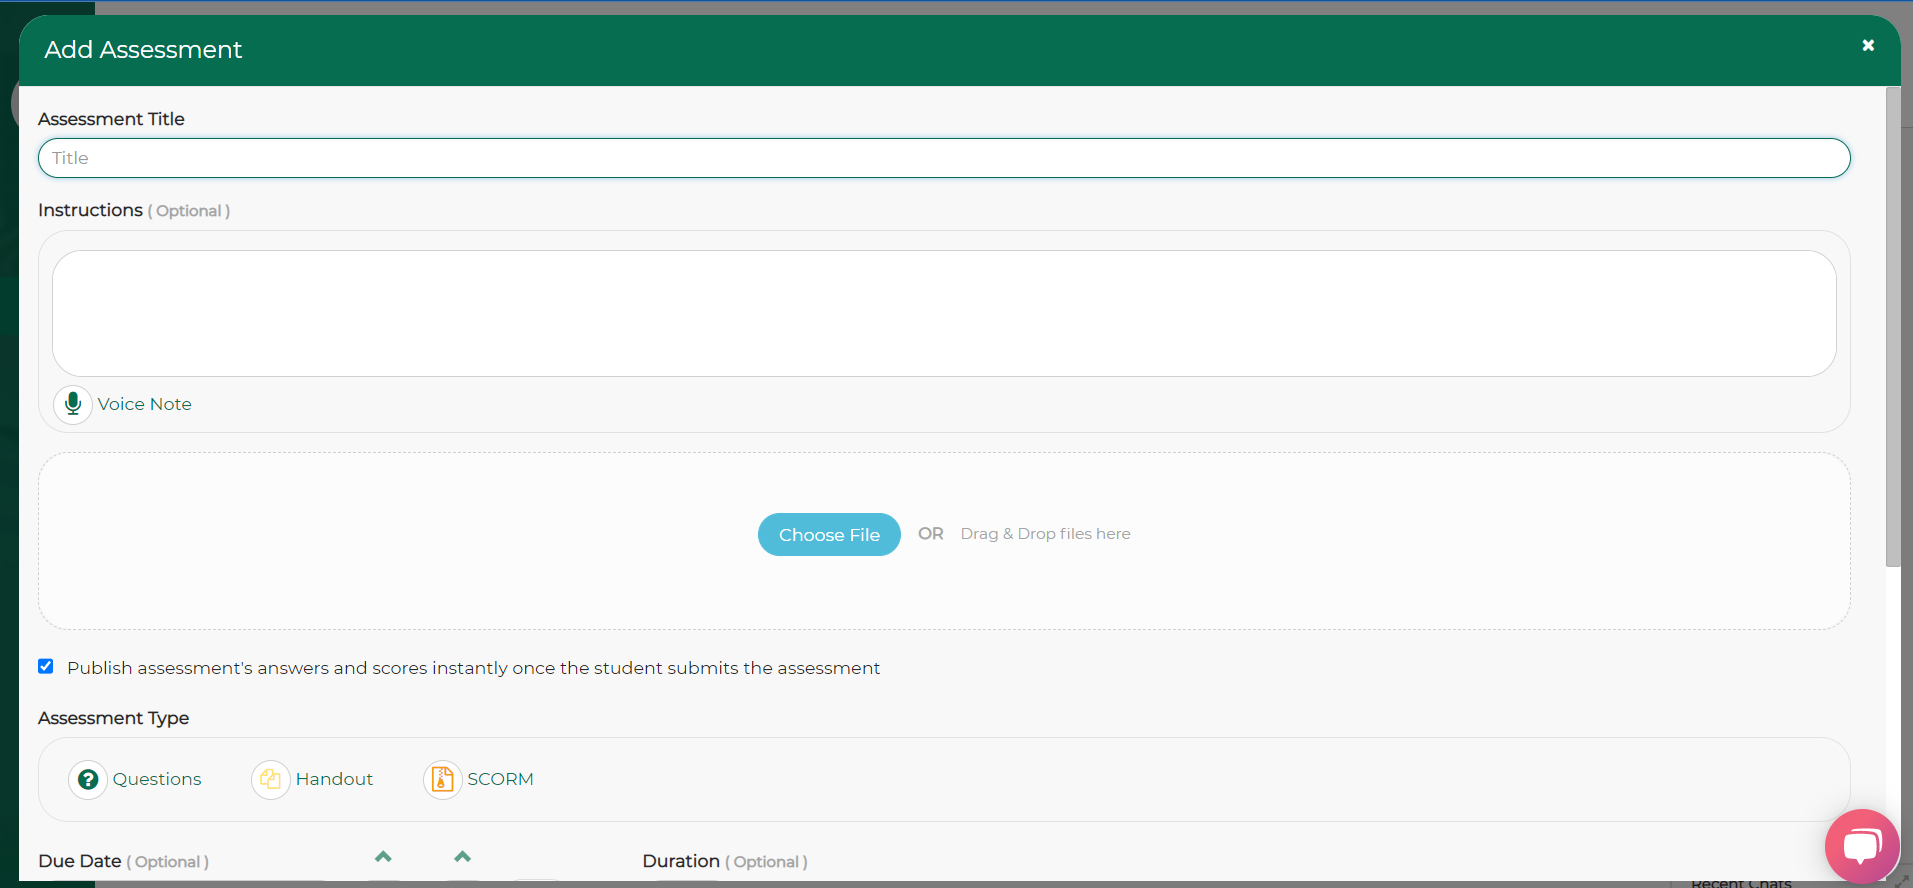 Add Assessment
Assessment Title
Title
Instructions ( Optional )
Voice Note
Choose File OR Drag & Drop files here
Publish assessment's answers and scores instantly once the student submits the assessment
Assessment Type
Questions Handout SCORM
Due Date ( Optional ) Duration ( Optional )
Recent Chats